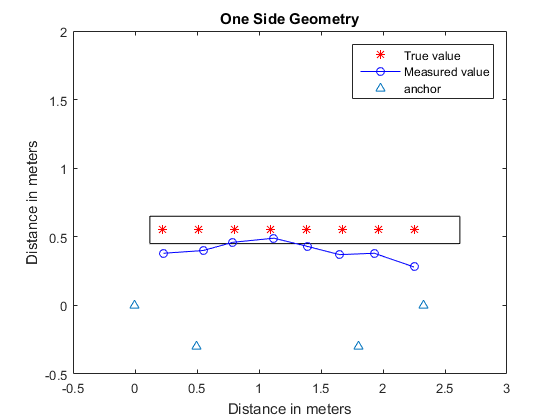 One Side Geometry
2
1.5
1
0.5
0
-0.5
Distance in meters
True value
Measured value
anchor
-0.5 0 0.5 1 1.5 2 2.5 3
Distance in meters